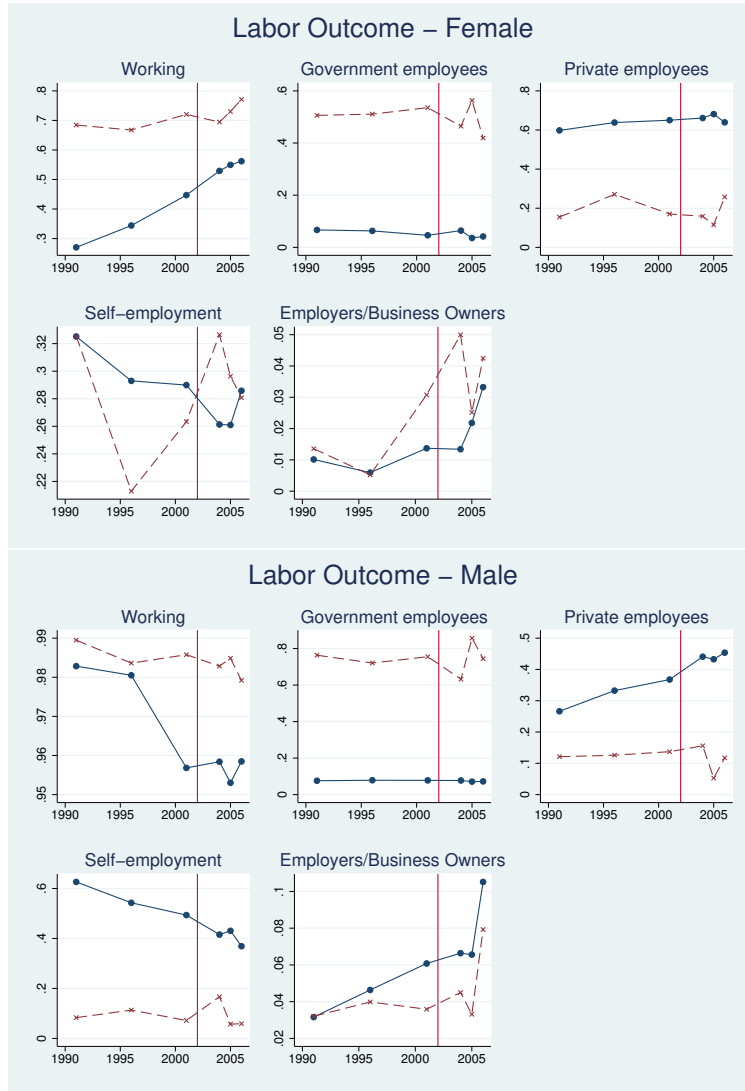 Labor Outcome − Female
Working
Government employees
Private employees
.3 .4 .5 .6 .7 .8
1990 1995 2000 2005
0 .2 .4 .6
1990 1995 2000 2005
0 .2 .4 .6 .8
1990 1995 2000 2005
Self−employment
Employers/Business Owners
.22 .24 .26 .28 .3 .32
1990 1995 2000 2005
0 .01 .02 .03 .04 .05
1990 1995 2000 2005
Labor Outcome − Male
Working
Government employees
Private employees
.95 .96 .97 .98 .99
1990 1995 2000 2005
0 .2 .4 .6 .8
1990 1995 2000 2005
0 .1 .2 .3 .4 .5
1990 1995 2000 2005
Self−employment
Employers/Business Owners
0 .2 .4 .6
1990 1995 2000 2005
.02 .04 .06 .08 .1
1990 1995 2000 2005